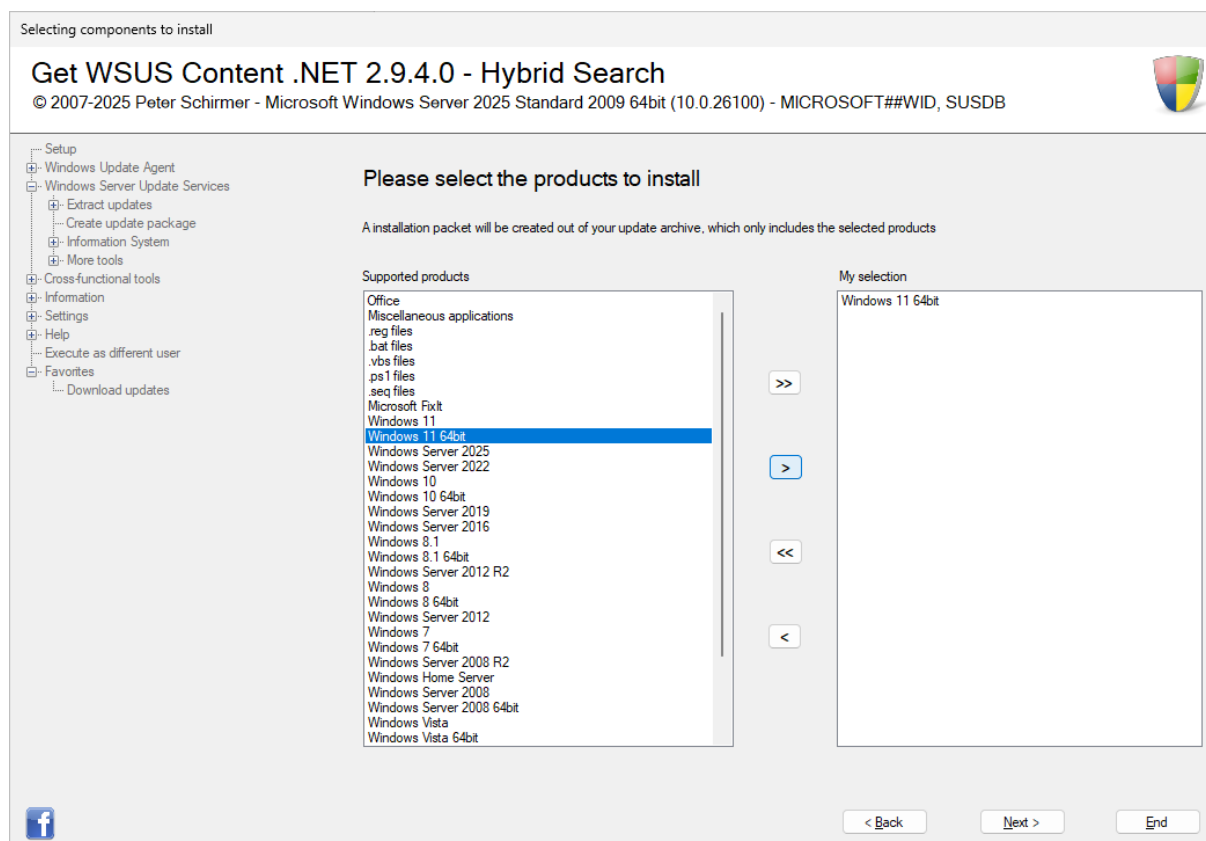 Selecting components to install
Get WSUS Content .NET 2.9.4.0 - Hybrid Search
© 2007-2025 Peter Schirmer - Microsoft Windows Server 2025 Standard 2009 64bit (10.0.26100) - MICROSOFT##WID, SUSDB
Setup
Windows Update Agent
Windows Server Update Services
Extract updates
Create update package
Information System
More tools
Cross-functional tools
Information
Settings
Help
Execute as different user
Favorites
Download updates
Please select the products to install
A installation packet will be created out of your update archive, which only includes the selected products
Supported products
Office
Miscellaneous applications
.reg files
.bat files
.vbs files
.ps1 files
.seq files
Microsoft FixIt
Windows 11
Windows 11 64bit
Windows Server 2025
Windows Server 2022
Windows 10
Windows 10 64bit
Windows Server 2019
Windows Server 2016
Windows 8.1
Windows 8.1 64bit
Windows Server 2012 R2
Windows 8
Windows 8 64bit
Windows Server 2012
Windows 7
Windows 7 64bit
Windows Server 2008 R2
Windows Home Server
Windows Server 2008
Windows Server 2008 64bit
Windows Vista
Windows Vista 64bit
>>
>
<<
<
My selection
Windows 11 64bit
f
< Back
Next >
End